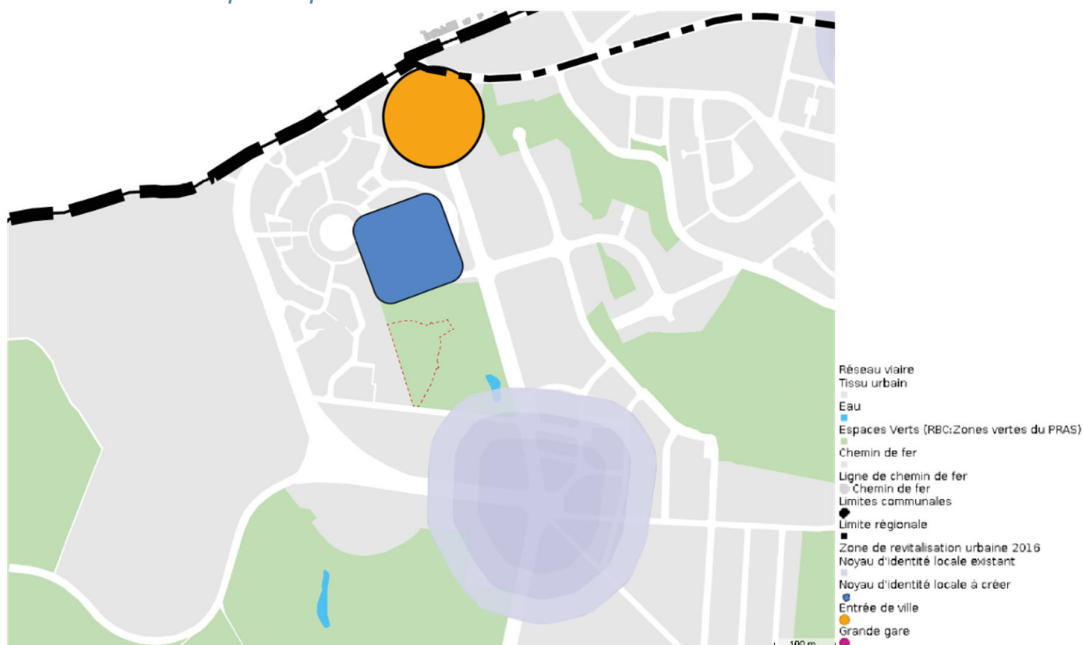 Réseau viaire
Tissu urbain
Eau
Espaces Verts (RBC:Zones vertes du PRAS)
Chemin de fer
Ligne de chemin de fer
Chemin de fer
Limites communales
Limite régionale
Zone de revitalisation urbaine 2016
Noyau d'identité locale existant
Noyau d'identité locale à créer
Entrée de ville
Grande gare
100 m